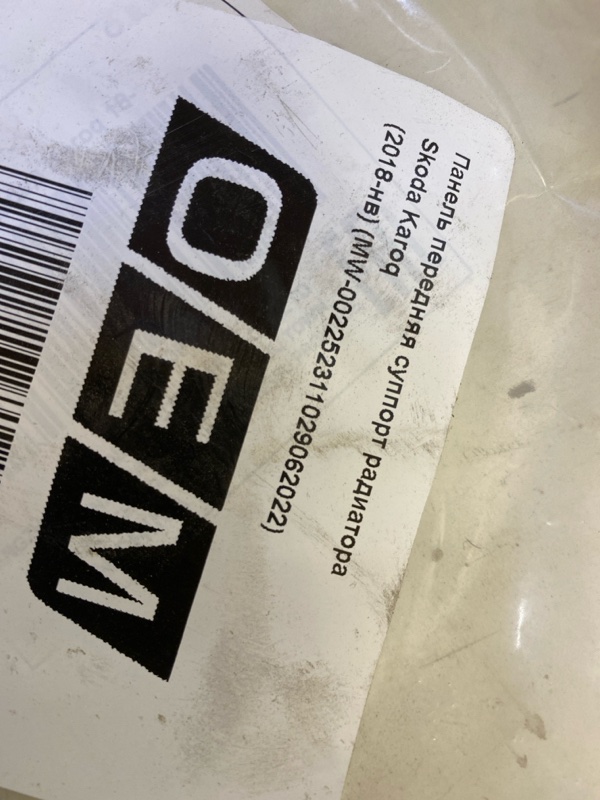 Панель передняя суппорт радиатора
Skoda Karoq
(2018-нв) (MW-00225231102906​2022)
OEM